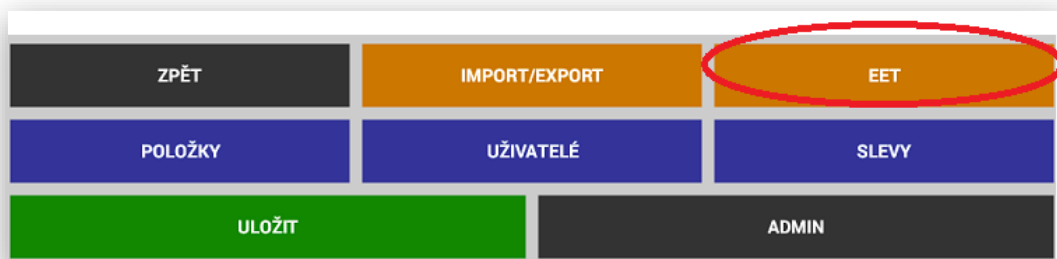 ZPĚT IMPORT/EXPORT EET
POLOŽKY UŽIVATELÉ SLEVY
ULOŽIT ADMIN